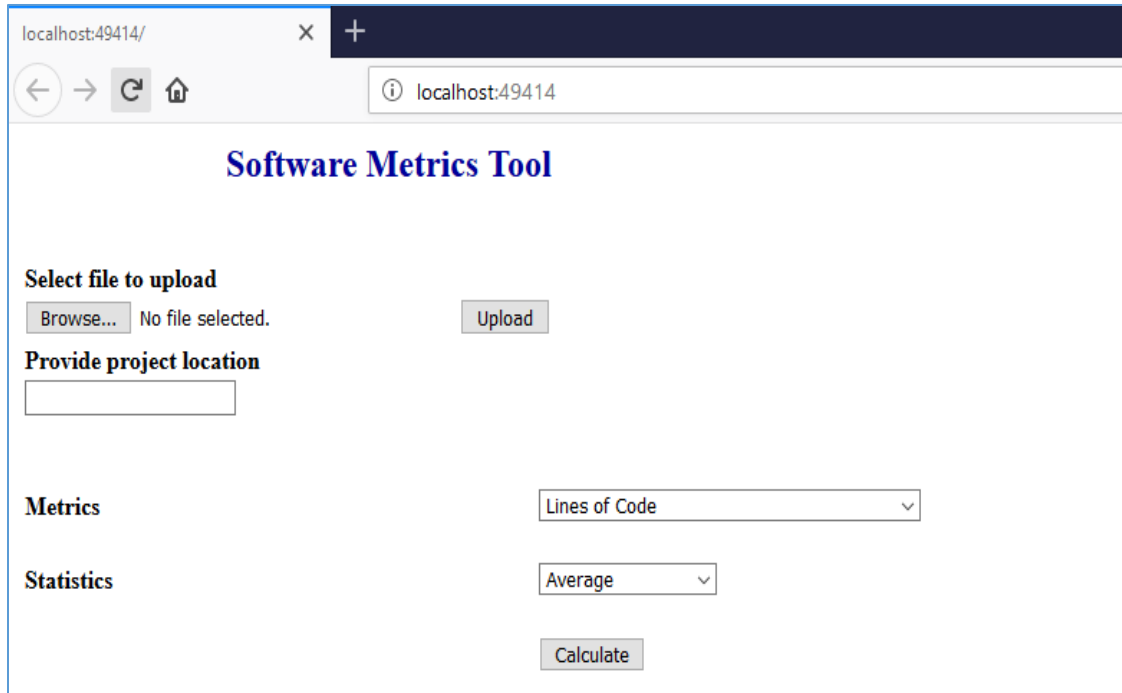 localhost:49414/
localhost:49414
Software Metrics Tool
Select file to upload
Browse... No file selected. Upload
Provide project location
Metrics Lines of Code
Statistics Average
Calculate